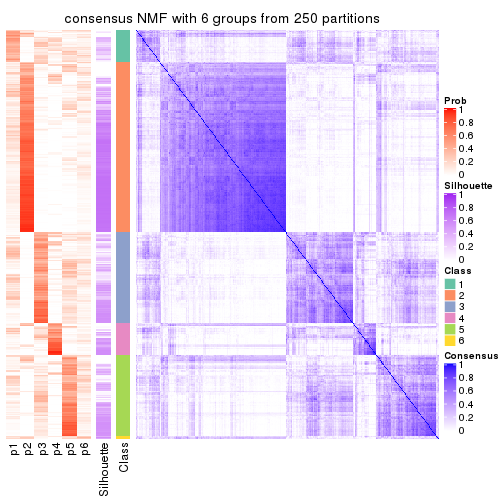 consensus NMF with 6 groups from 250 partitions
Prob
1
0.8
0.6
0.4
0.2
0
Silhouette
1
0.8
0.6
0.4
0.2
0
Class
1
2
3
4
5
6
Consensus
1
0.8
0.6
0.4
0.2
0
p1
p2
p3
p4
p5
p6
Silhouette
Class